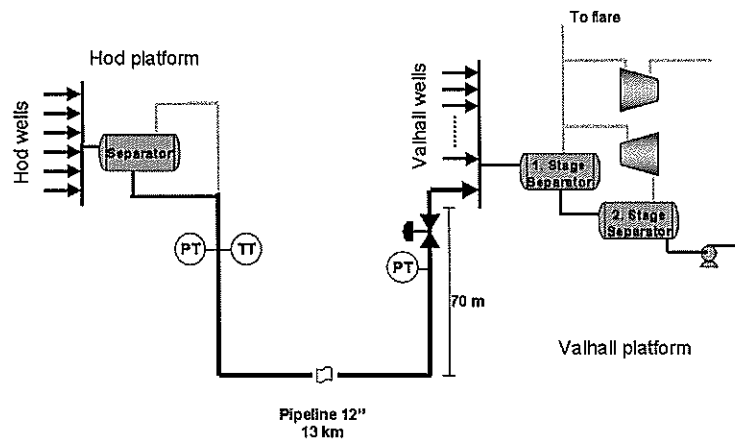 To flare
Hod platform
Hod wells
Valhall wells
Separator
1. Stage
Separator
2. Stage
Separator
PT
TT
PT
70 m
Valhall platform
Pipeline 12"
13 km